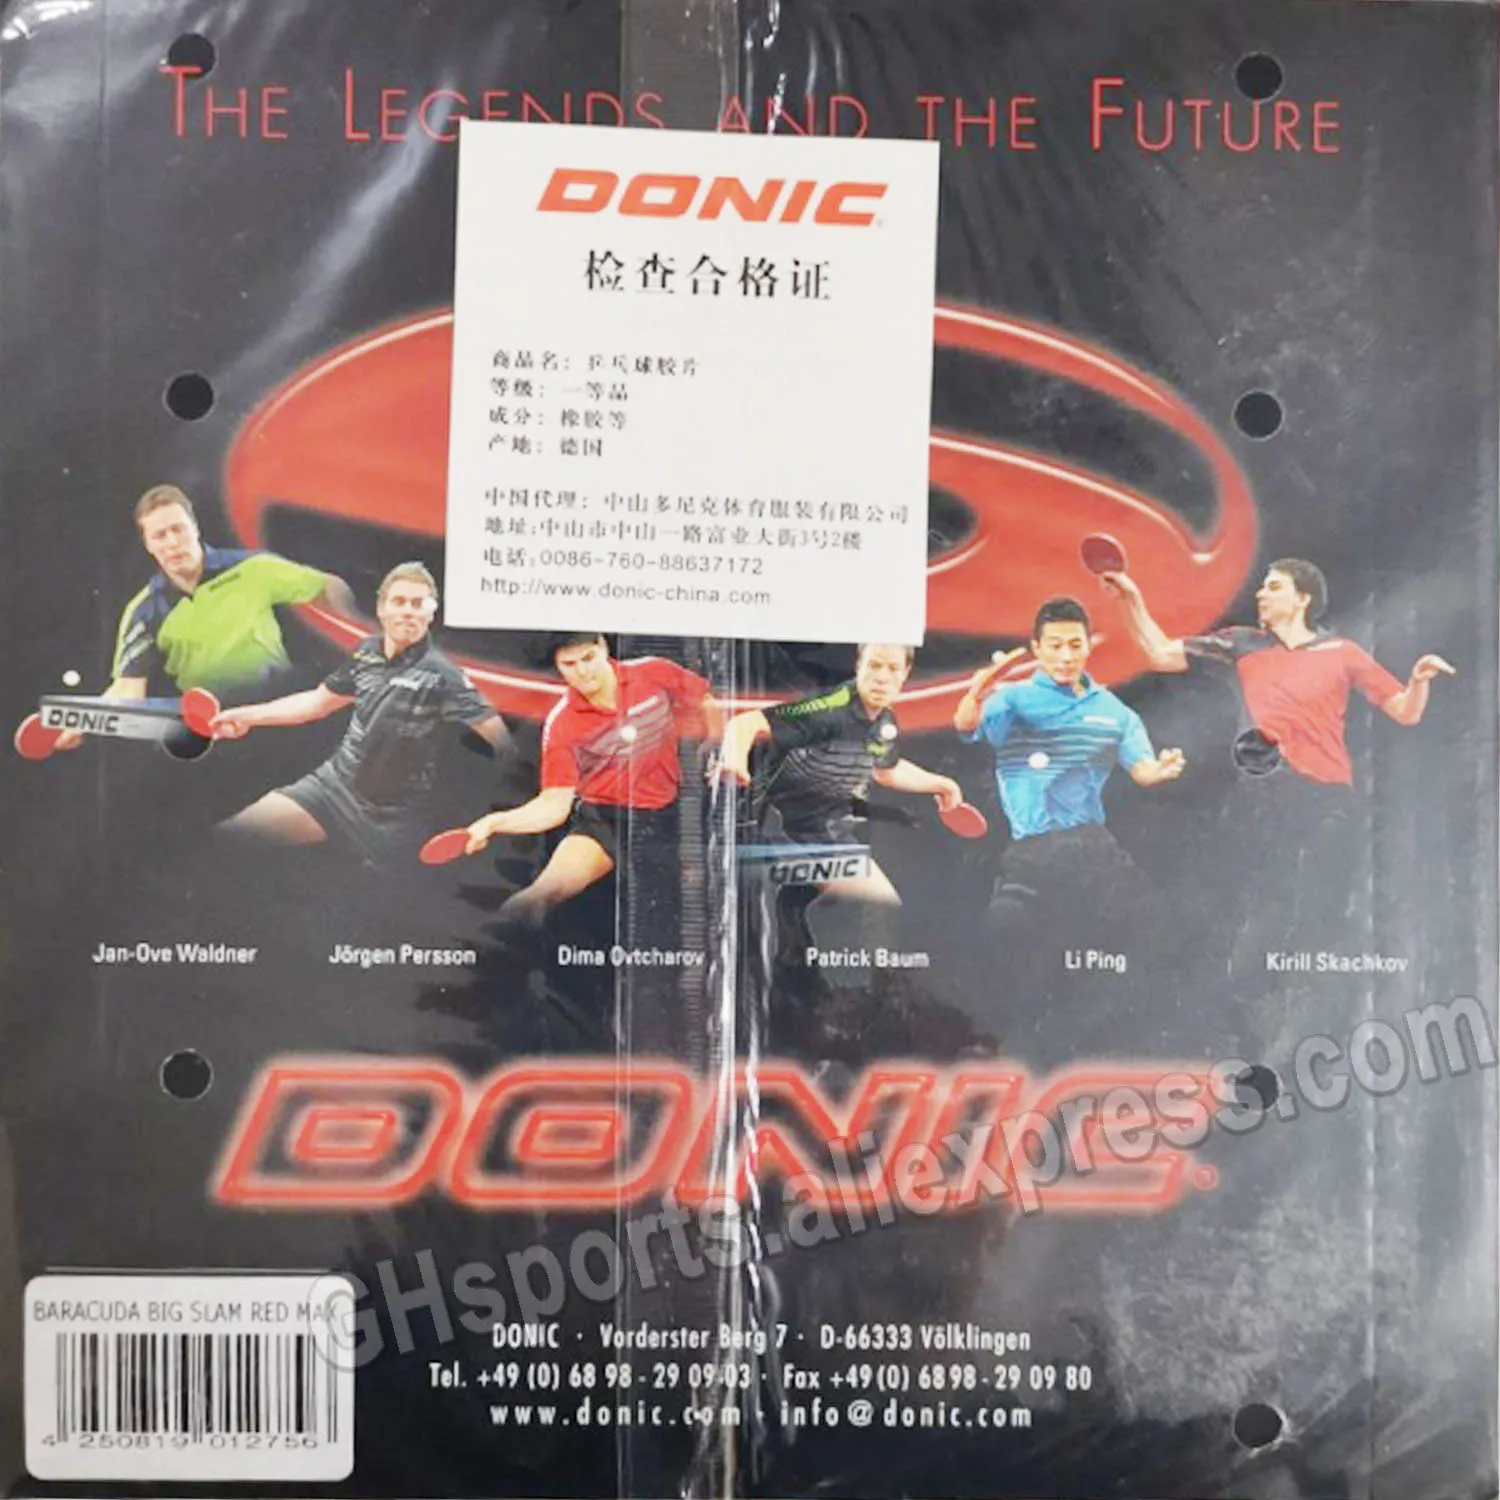 THE LEGENDS AND THE FUTURE
DONIC
检查合格证
商品名：乒乓球胶片
等级：一等品
成分：橡胶等
产地：德国
中国代理：中山多尼克体育服装有限公司
地址:中山市中山一路富业大街3号2楼
电话:0086-760-88637172
http://www.donic-china.com
DONIC
DONIC
Jan-Ove Waldner Jörgen Persson Dima Ovtcharov Patrick Baum Li Ping Kirill Skachkov
DONIC
GHsports.aliexpress.com
BARACUDA BIG SLAM RED MAX
4 250819 012756
DONIC · Vorderster Berg 7 · D-66333 Völklingen
Tel. +49 (0) 68 98 - 29 09 03 · Fax +49 (0) 68 98 - 29 09 80
www.donic.com · info@donic.com